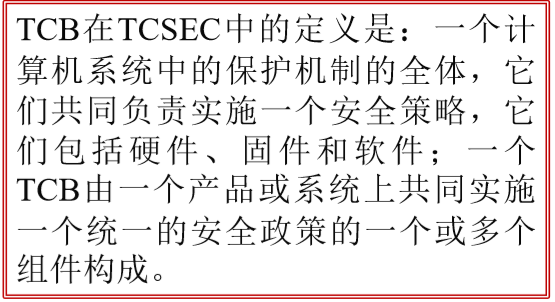 TCB在TCSEC中的定义是：一个计
算机系统中的保护机制的全体，它
们共同负责实施一个安全策略，它
们包括硬件、固件和软件；一个
TCB由一个产品或系统上共同实施
一个统一的安全政策的一个或多个
组件构成。